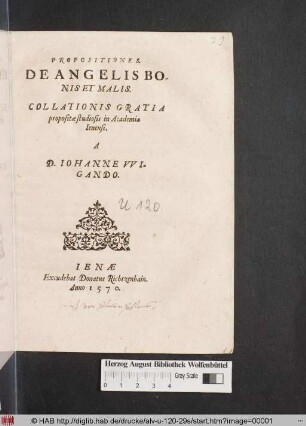 PROPOSITIONES
DE ANGELIS BO-
NIS ET MALIS.
COLLATIONIS GRATIA
propositæ studiosis in Academia
Ienensi.
A
D. IOHANNE VVI-
GANDO.
U 120
IENÆ
Excudebat Donatus Richtzenhain.
Anno 1570.
Herzog August Bibliothek Wolfenbüttel
Gray Scale
0 1 2 3 4
© HAB http://diglib.hab.de/drucke/alv-u-120-29s/start.htm?image=00001